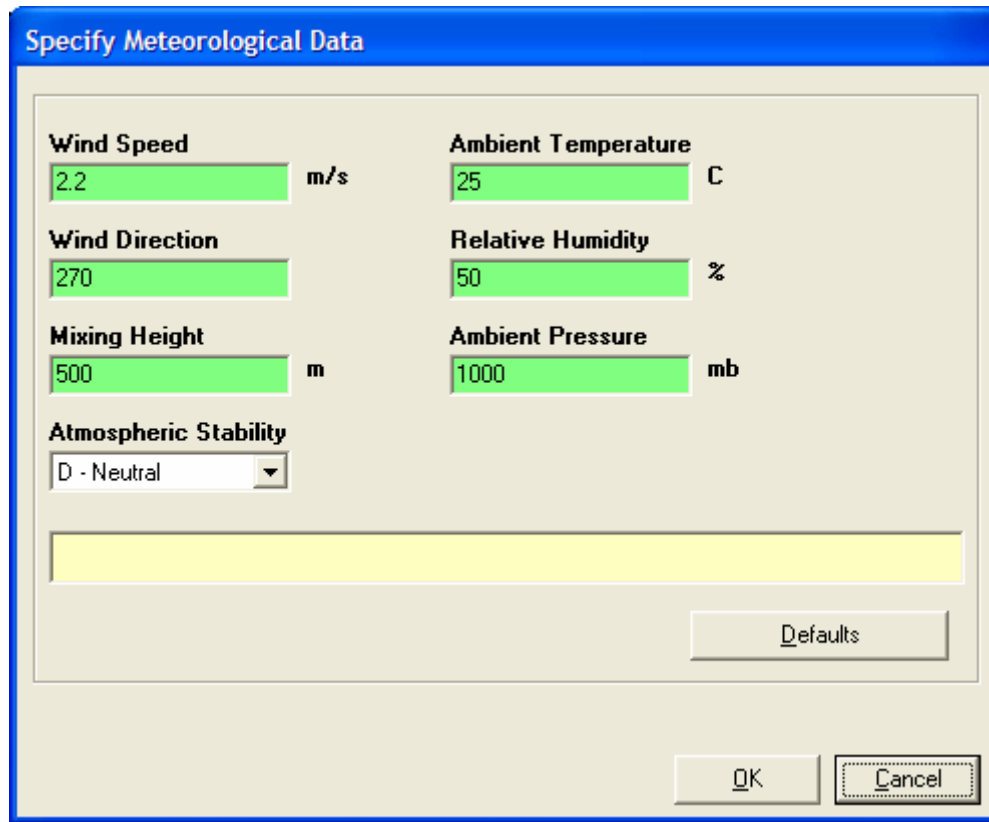 Specify Meteorological Data
Wind Speed
2.2
m/s
Ambient Temperature
25
C
Wind Direction
270
Relative Humidity
50
%
Mixing Height
500
m
Ambient Pressure
1000
mb
Atmospheric Stability
D - Neutral
Defaults
OK
Cancel